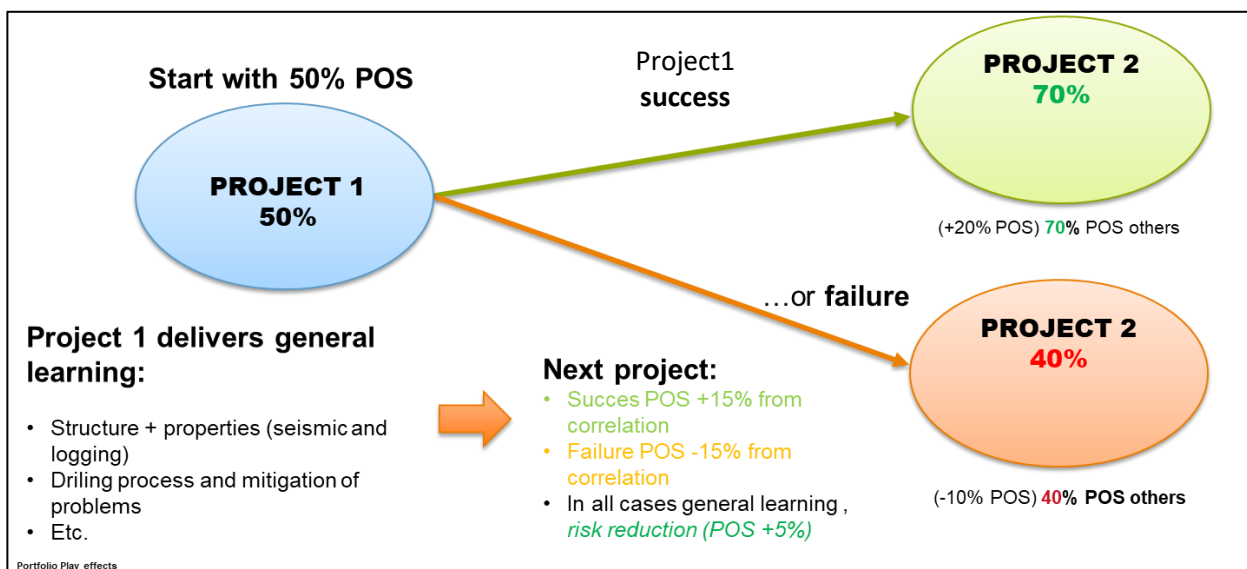 Start with 50% POS
Project1
success
PROJECT 2
70%
PROJECT 1
50%
(+20% POS) 70% POS others
...or failure
PROJECT 2
40%
(-10% POS) 40% POS others
Project 1 delivers general
learning:
• Structure + properties (seismic and
logging)
• Driling process and mitigation of
problems
• Etc.
Next project:
• Succes POS +15% from
correlation
• Failure POS -15% from
correlation
• In all cases general learning ,
risk reduction (POS +5%)
Portfolio Play effects